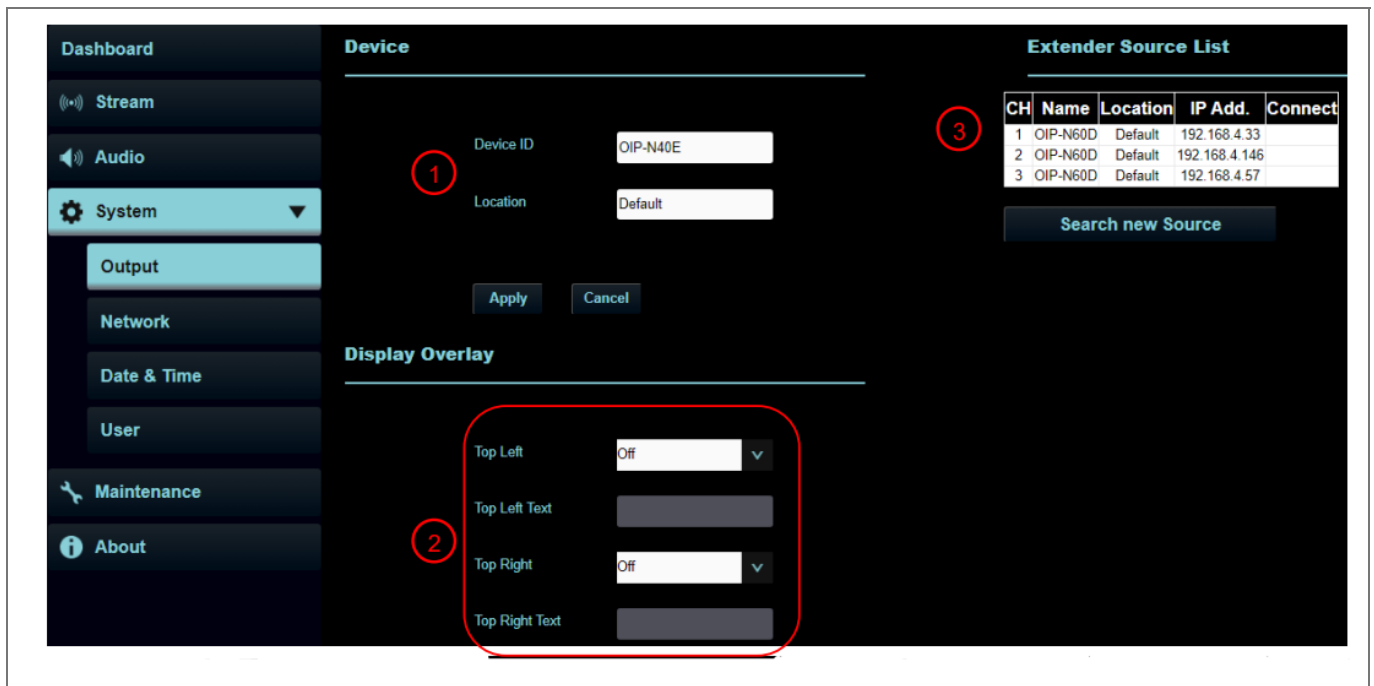 Dashboard
Stream
Audio
System
Output
Network
Date & Time
User
Maintenance
About
Device
1
Device ID
OIP-N40E
Location
Default
Apply Cancel
Display Overlay
2
Top Left
Off
Top Left Text
Top Right
Off
Top Right Text
Extender Source List
3
CH Name Location IP Add. Connect
1 OIP-N60D Default 192.168.4.33
2 OIP-N60D Default 192.168.4.146
3 OIP-N60D Default 192.168.4.57
Search new Source